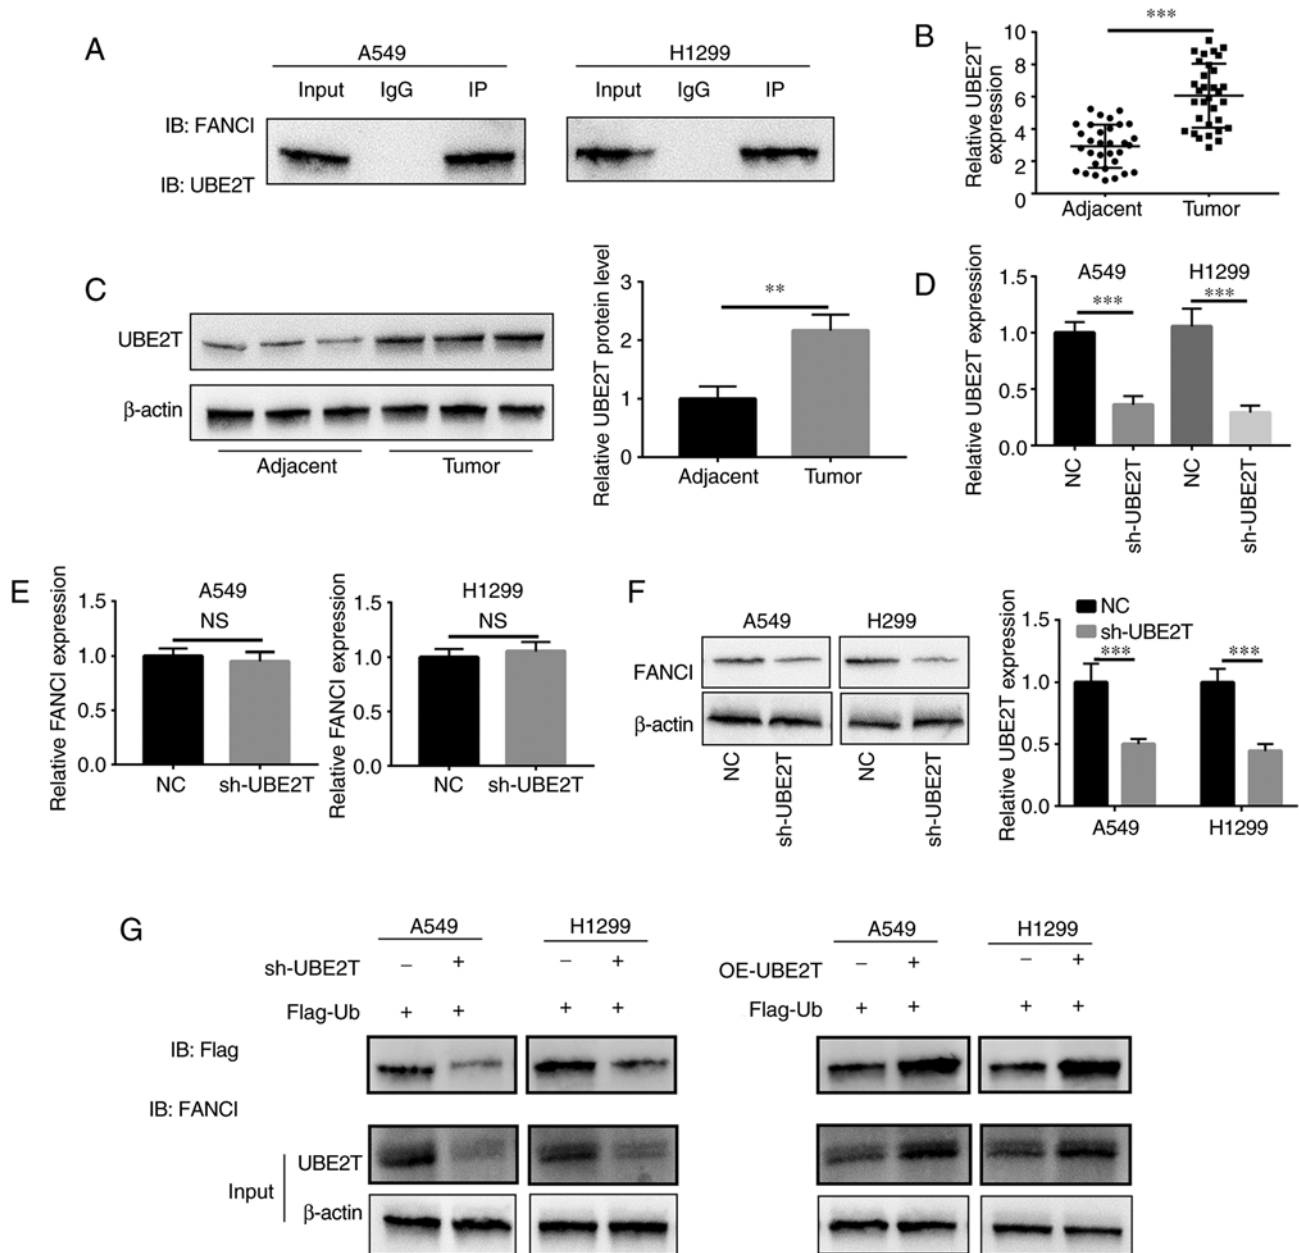 A
A549
H1299
Input IgG IP
Input IgG IP
IB: FANCI
IB: UBE2T
B
***
Relative UBE2T
expression
10
8
6
4
2
0
Adjacent Tumor
C
UBE2T
β-actin
Adjacent Tumor
Relative UBE2T protein level
3
2
1
0
**
Adjacent Tumor
D
Relative UBE2T expression
1.5
1.0
0.5
0.0
A549 H1299
*** ***
NC
sh-UBE2T
NC
sh-UBE2T
E
Relative FANCI expression
1.5
1.0
0.5
0.0
A549
NS
NC sh-UBE2T
Relative FANCI expression
1.5
1.0
0.5
0.0
H1299
NS
NC sh-UBE2T
F
A549 H299
FANCI
β-actin
NC
sh-UBE2T
NC
sh-UBE2T
Relative UBE2T expression
1.5
1.0
0.5
0.0
NC
sh-UBE2T
*** ***
A549 H1299
G
A549 H1299
sh-UBE2T − + − +
Flag-Ub + + + +
IB: Flag
IB: FANCI
Input
UBE2T
β-actin
A549 H1299
OE-UBE2T − + − +
Flag-Ub + + + +